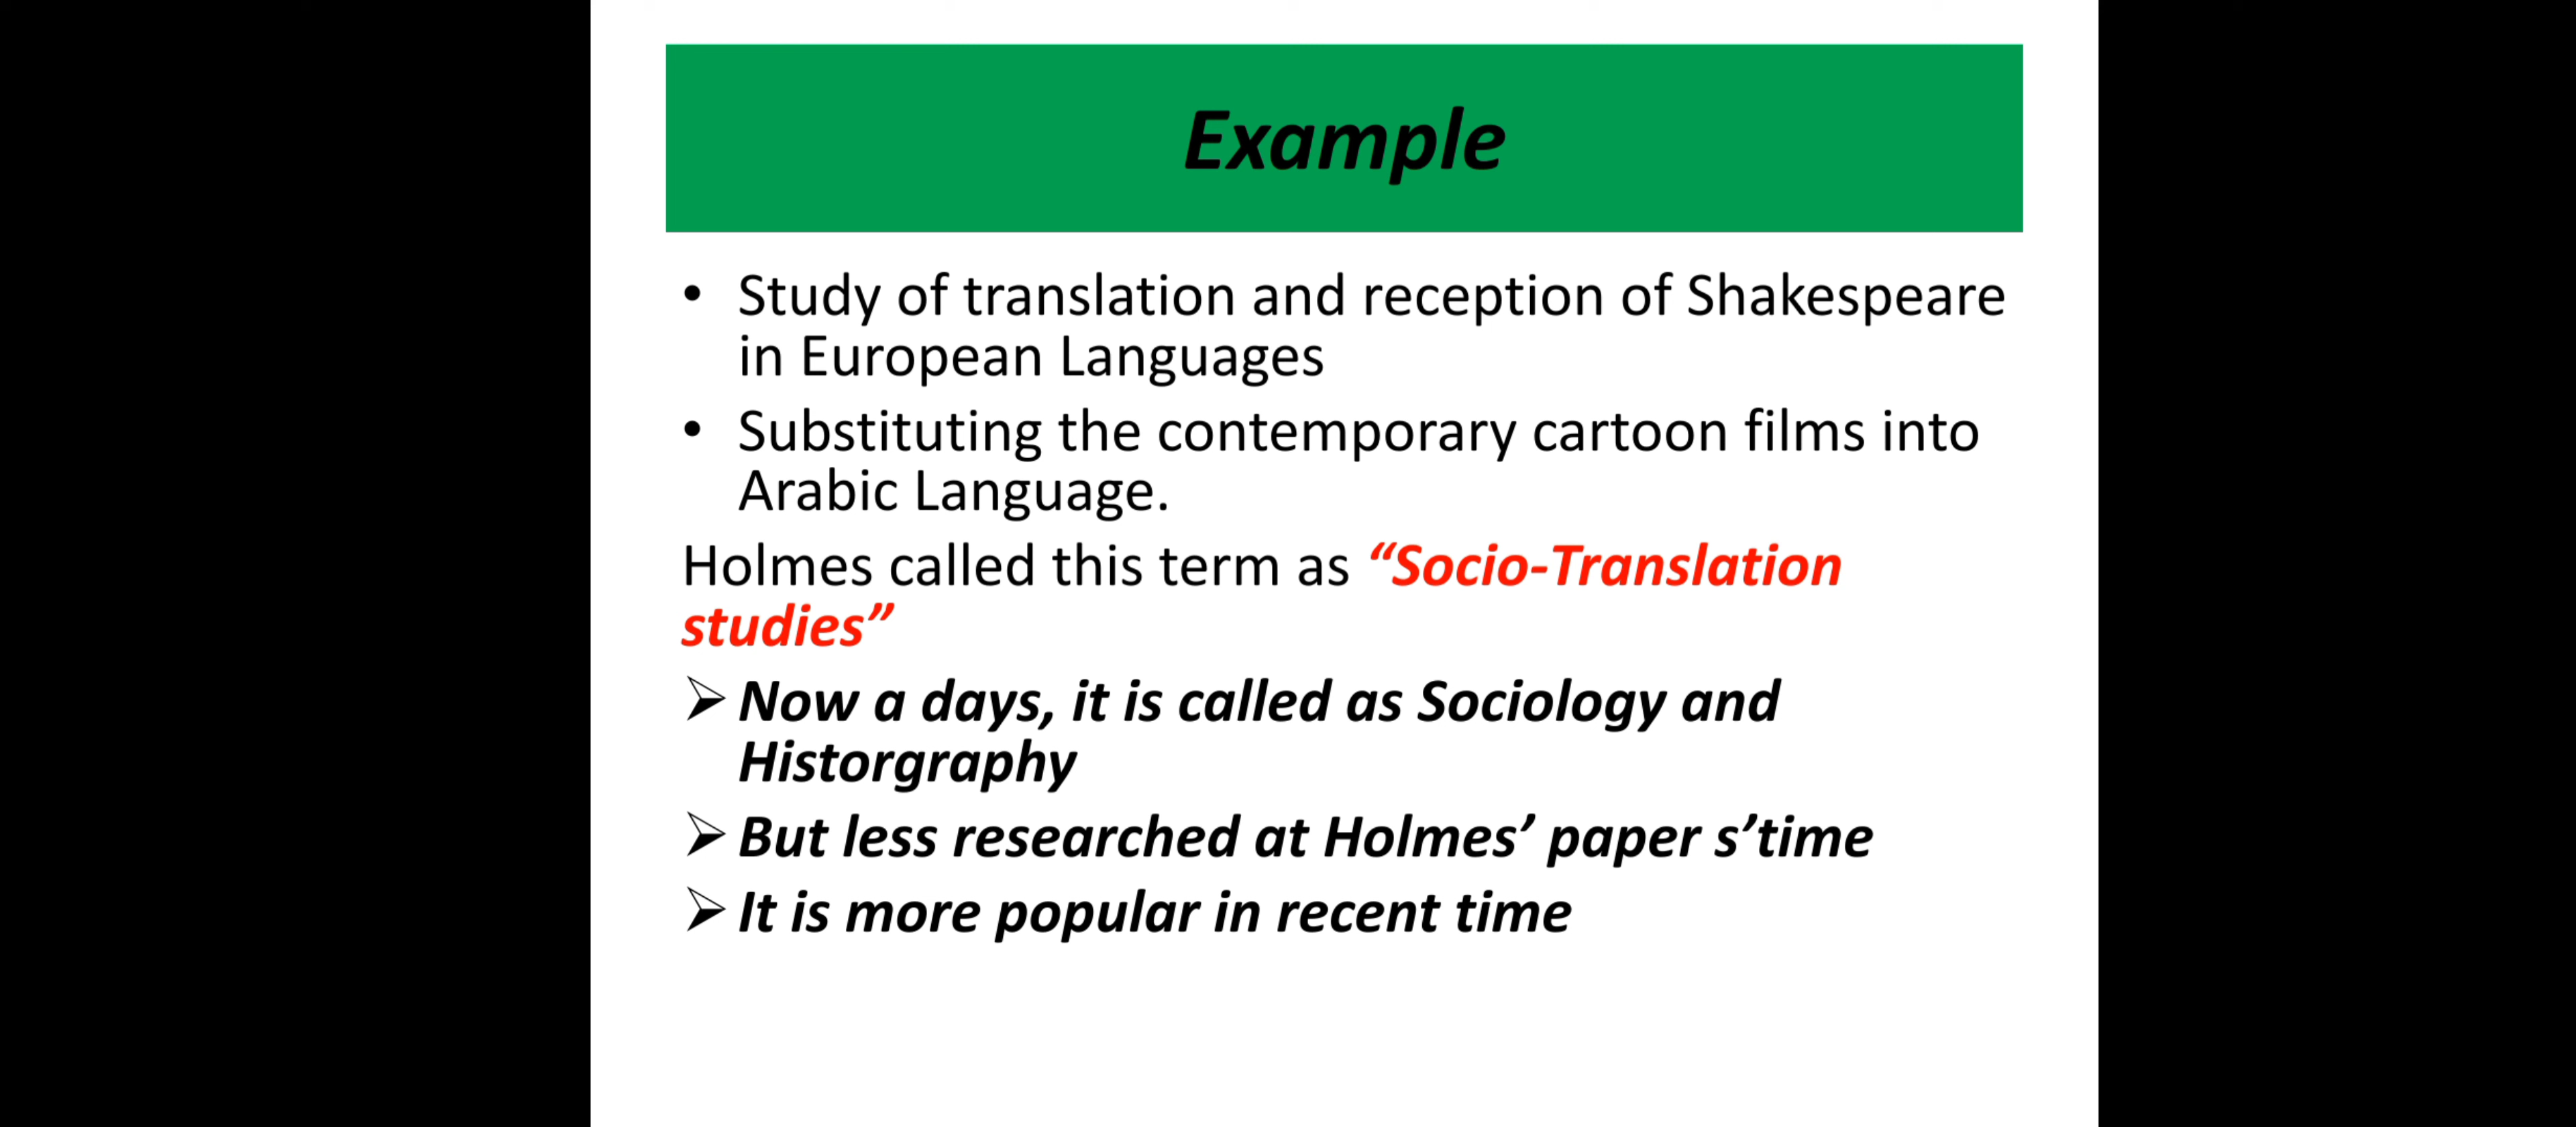 Example
• Study of translation and reception of Shakespeare
in European Languages
• Substituting the contemporary cartoon films into
Arabic Language.
Holmes called this term as “Socio-Translation
studies”
➢ Now a days, it is called as Sociology and
Historgraphy
➢ But less researched at Holmes’ paper s’time
➢ It is more popular in recent time